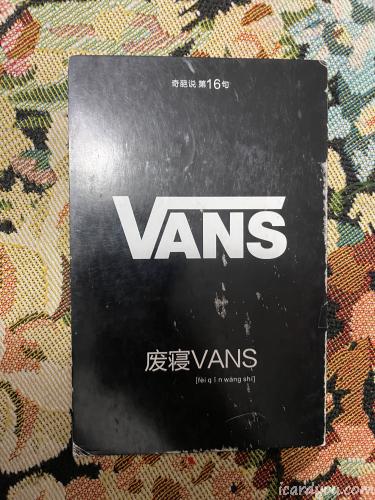 奇酷说 第16句
VANS
废寝VANS
[fèi qǐn wàng shí]
icardyou.com